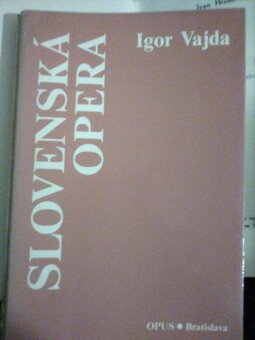 Igor Vajda
SLOVENSKÁ
OPERA
OPUS • Bratislava